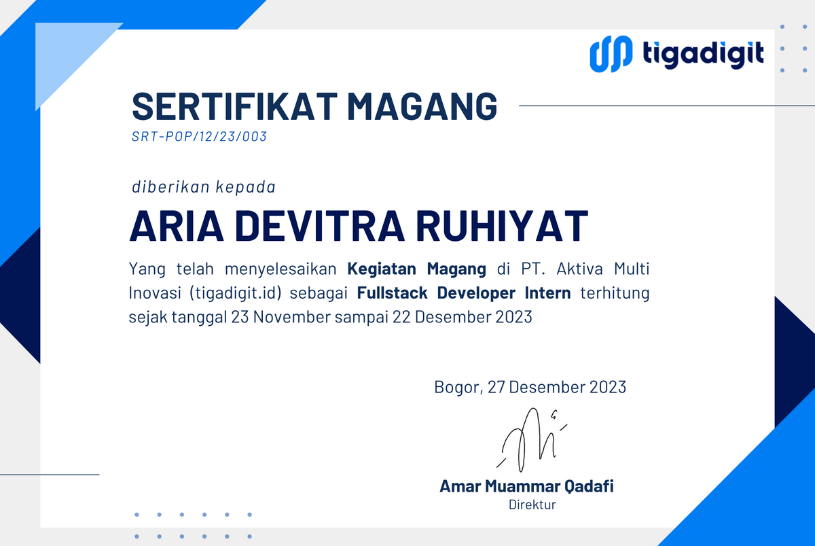 tigadigit
SERTIFIKAT MAGANG
SRT-POP/12/23/003
diberikan kepada
ARIA DEVITRA RUHIYAT
Yang telah menyelesaikan Kegiatan Magang di PT. Aktiva Multi
Inovasi (tigadigit.id) sebagai Fullstack Developer Intern terhitung
sejak tanggal 23 November sampai 22 Desember 2023
Bogor, 27 Desember 2023
Amar Muammar Qadafi
Direktur